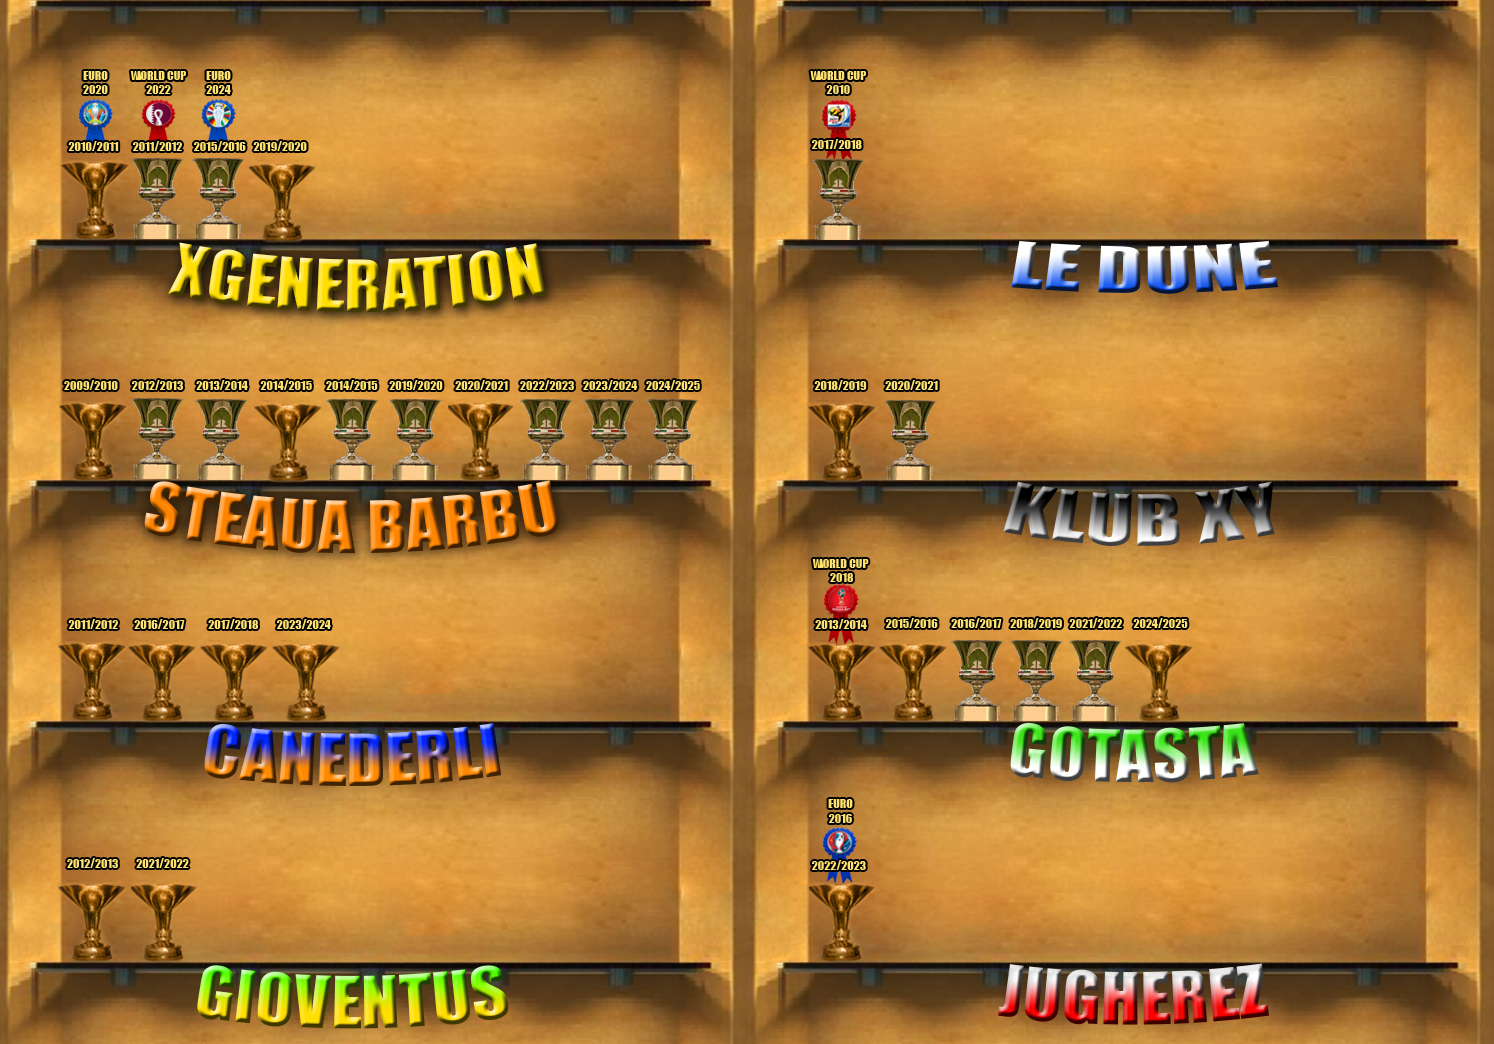 EURO
2020
WORLD CUP
2022
EURO
2024
2010/2011 2011/2012 2015/2016 2019/2020
XGENERATION
WORLD CUP
2010
2017/2018
LE DUNE
2009/2010 2012/2013 2013/2014 2014/2015 2014/2015 2019/2020 2020/2021 2022/2023 2023/2024 2024/2025
STEAUA BARBU
2018/2019 2020/2021
KLUB XY
2011/2012 2016/2017 2017/2018 2023/2024
CANEDERLI
WORLD CUP
2018
2013/2014 2015/2016 2016/2017 2018/2019 2021/2022 2024/2025
GOTASTA
2012/2013 2021/2022
GIOVENTUS
EURO
2016
2022/2023
JUGHEREZ